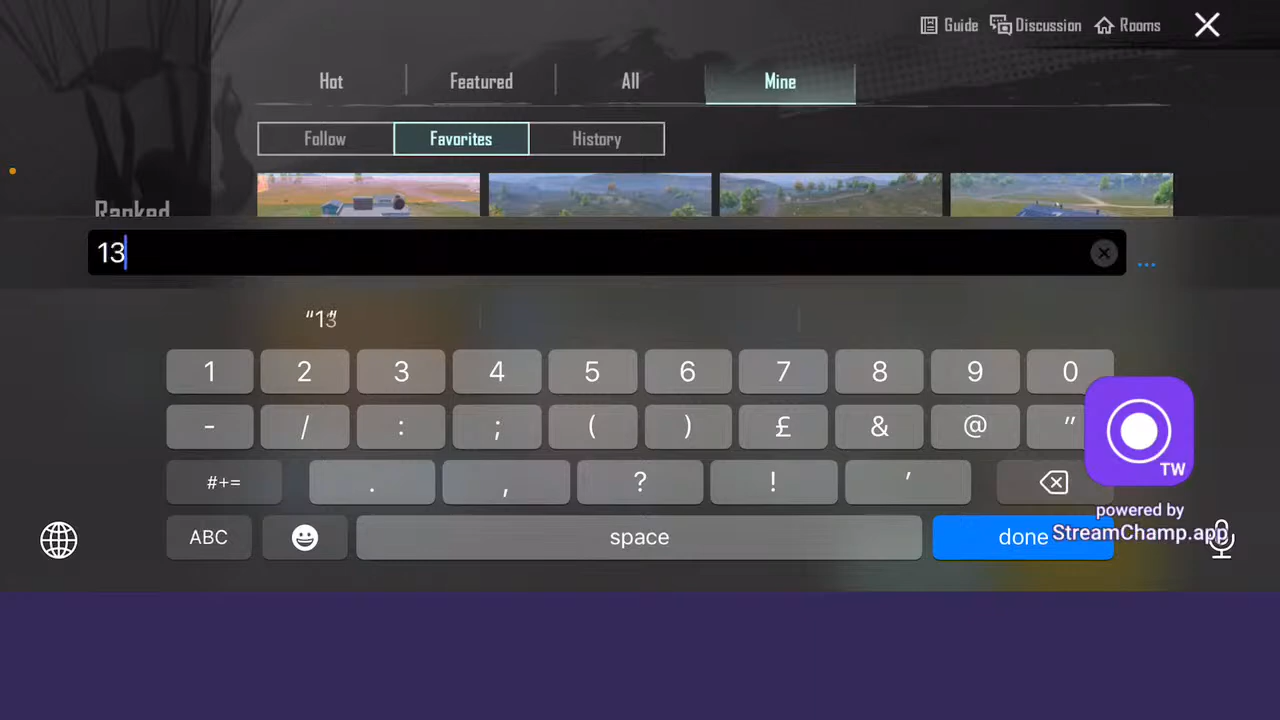 Guide Discussion Rooms
Hot Featured All Mine
Follow Favorites History
Ranked
13
...
“13”
1 2 3 4 5 6 7 8 9 0
- / : ; ( ) £ & @ "
#+= . , ? ! '
ABC space done
TW
powered by
StreamChamp.app